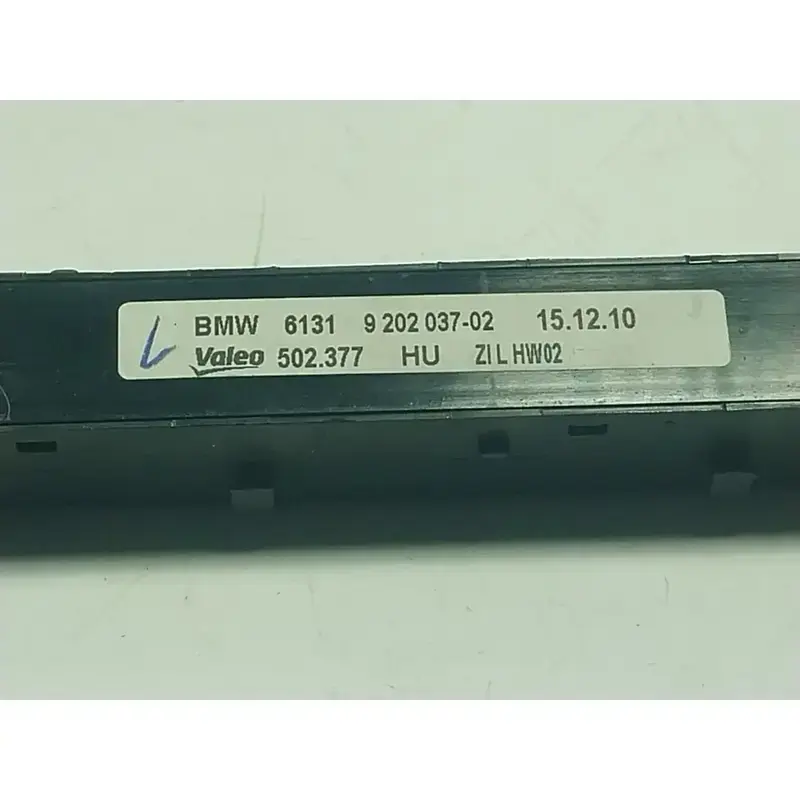 BMW 6131 9 202 037-02 15.12.10
Valeo 502.377 HU ZI L HW02